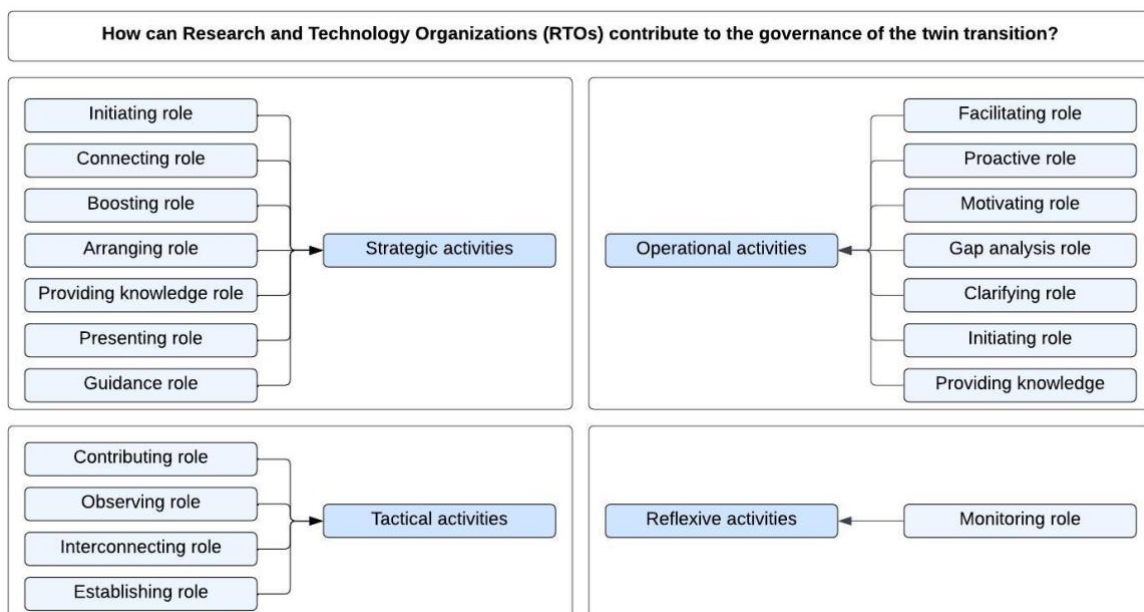 How can Research and Technology Organizations (RTOs) contribute to the governance of the twin transition?
Initiating role
Connecting role
Boosting role
Arranging role
Providing knowledge role
Presenting role
Guidance role
Strategic activities
Operational activities
Facilitating role
Proactive role
Motivating role
Gap analysis role
Clarifying role
Initiating role
Providing knowledge
Contributing role
Observing role
Interconnecting role
Establishing role
Tactical activities
Reflexive activities
Monitoring role